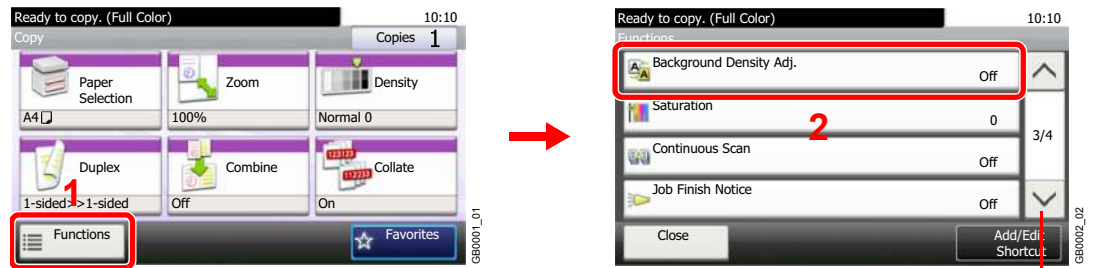 Ready to copy. (Full Color)
10:10
Copy
Copies 1
Paper
Selection
A4
Zoom
100%
Density
Normal 0
Duplex
1-sided>>1-sided
Combine
Off
123123
112233
Collate
On
1
Functions
Favorites
GB0001_01
Ready to copy. (Full Color)
10:10
Functions
Background Density Adj.
Off
Saturation
0
2
3/4
Continuous Scan
Off
Job Finish Notice
Off
Close
Add/Edit
Shortcut
GB0002_02